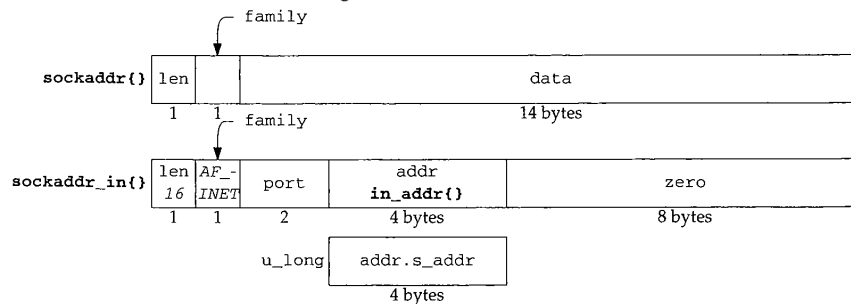 family
sockaddr{} len data
1 1 14 bytes
family
sockaddr_in{} len 16 AF_-INET port addr in_addr{} zero
1 1 2 4 bytes 8 bytes
u_long addr.s_addr
4 bytes